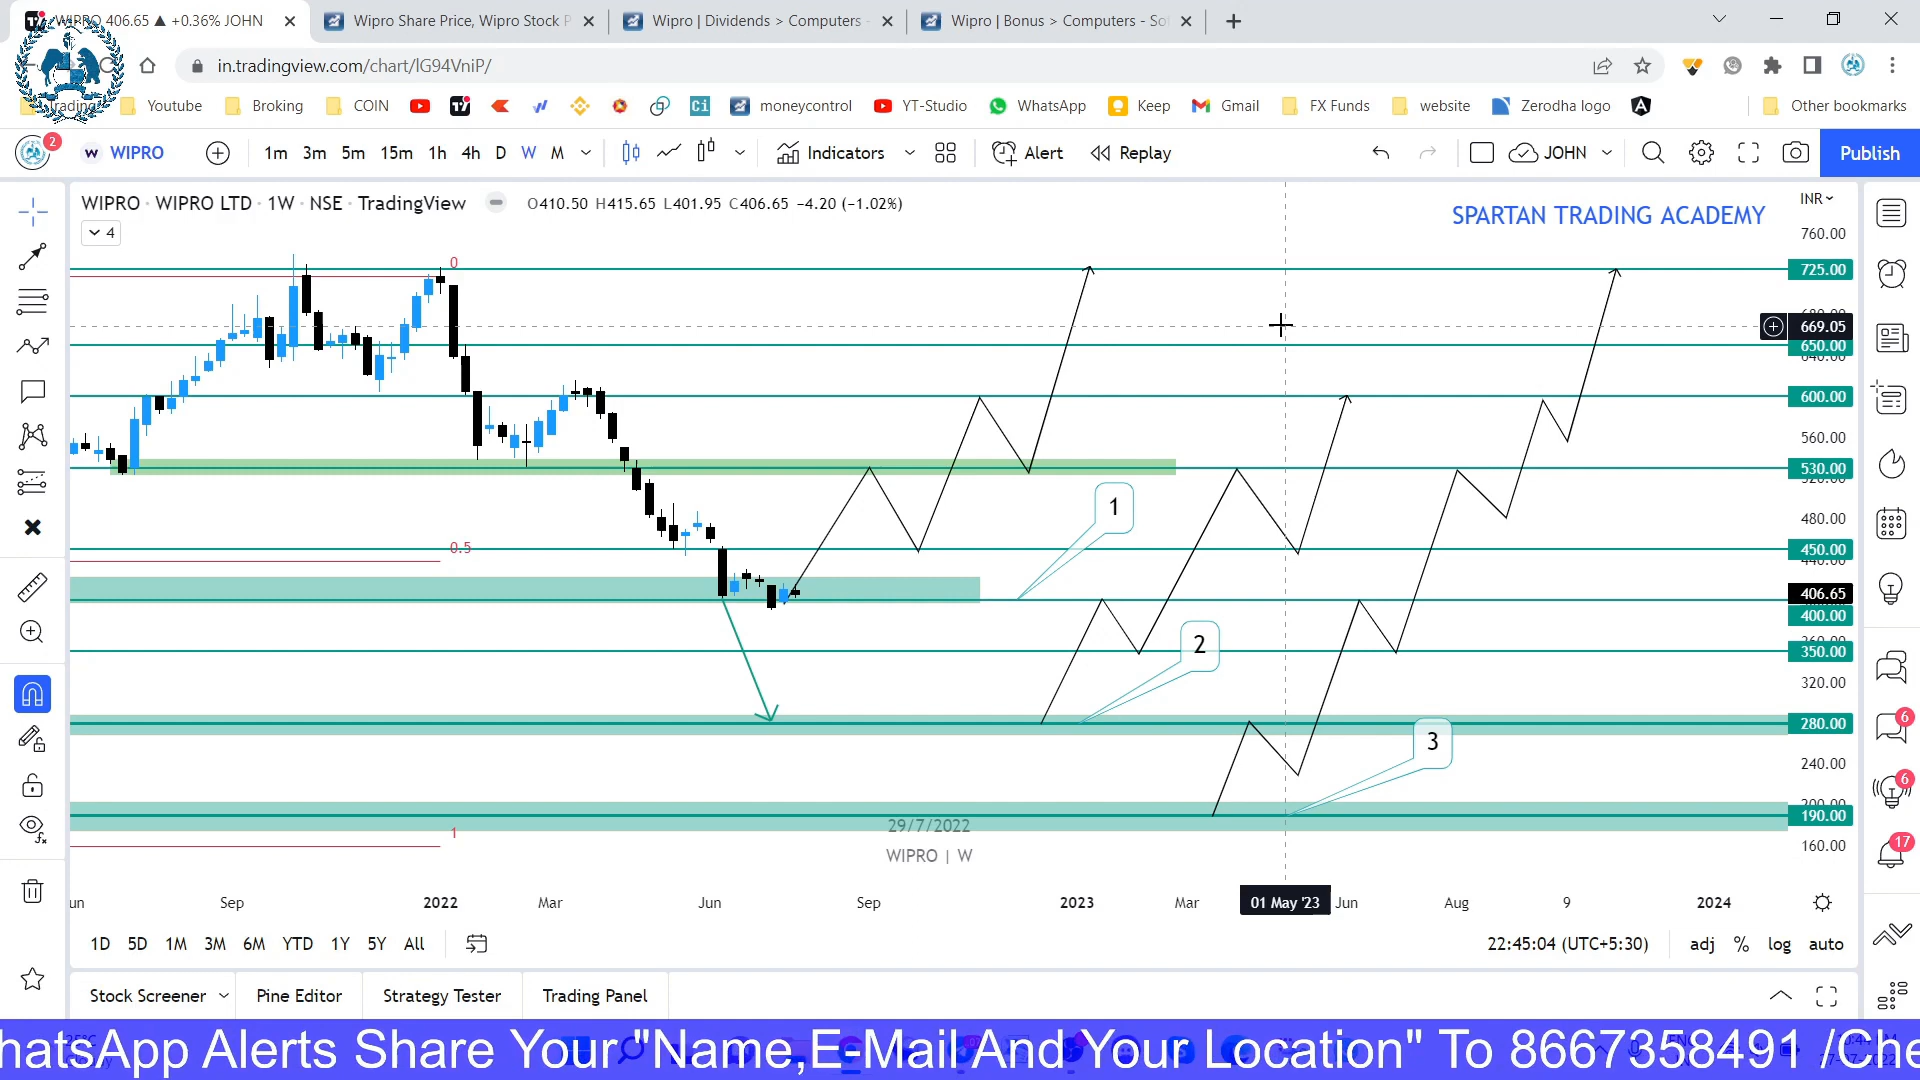 WIPRO 406.65 ▲ +0.36% JOHN
Wipro Share Price, Wipro Stock P
Wipro | Dividends > Computers -
Wipro | Bonus > Computers - So
in.tradingview.com/chart/lG94VniP/
Trading
Youtube
Broking
COIN
moneycontrol
YT-Studio
WhatsApp
Keep
Gmail
FX Funds
website
Zerodha logo
Other bookmarks
2
W WIPRO
1m 3m 5m 15m 1h 4h D W M
Indicators
Alert
Replay
JOHN
Publish
WIPRO · WIPRO LTD · 1W · NSE · TradingView
O410.50 H415.65 L401.95 C406.65 −4.20 (−1.02%)
4
SPARTAN TRADING ACADEMY
INR
760.00
725.00
669.05
650.00
600.00
560.00
530.00
480.00
450.00
406.65
400.00
350.00
320.00
280.00
240.00
190.00
160.00
0
0.5
1
1
2
3
29/7/2022
WIPRO | W
Sep
2022
Mar
Jun
Sep
2023
Mar
01 May '23
Jun
Aug
9
2024
1D 5D 1M 3M 6M YTD 1Y 5Y All
22:45:04 (UTC+5:30)
adj % log auto
Stock Screener
Pine Editor
Strategy Tester
Trading Panel
6
6
17
hatsApp Alerts Share Your "Name,E-Mail And Your Location" To 8667358491 /Che